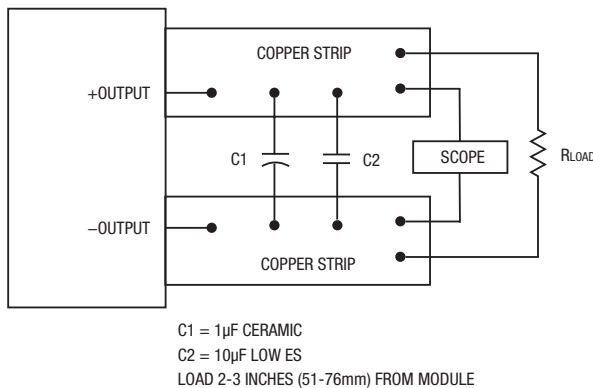 COPPER STRIP
+OUTPUT
C1
C2
SCOPE
RLOAD
−OUTPUT
COPPER STRIP
C1 = 1µF CERAMIC
C2 = 10µF LOW ES
LOAD 2-3 INCHES (51-76mm) FROM MODULE